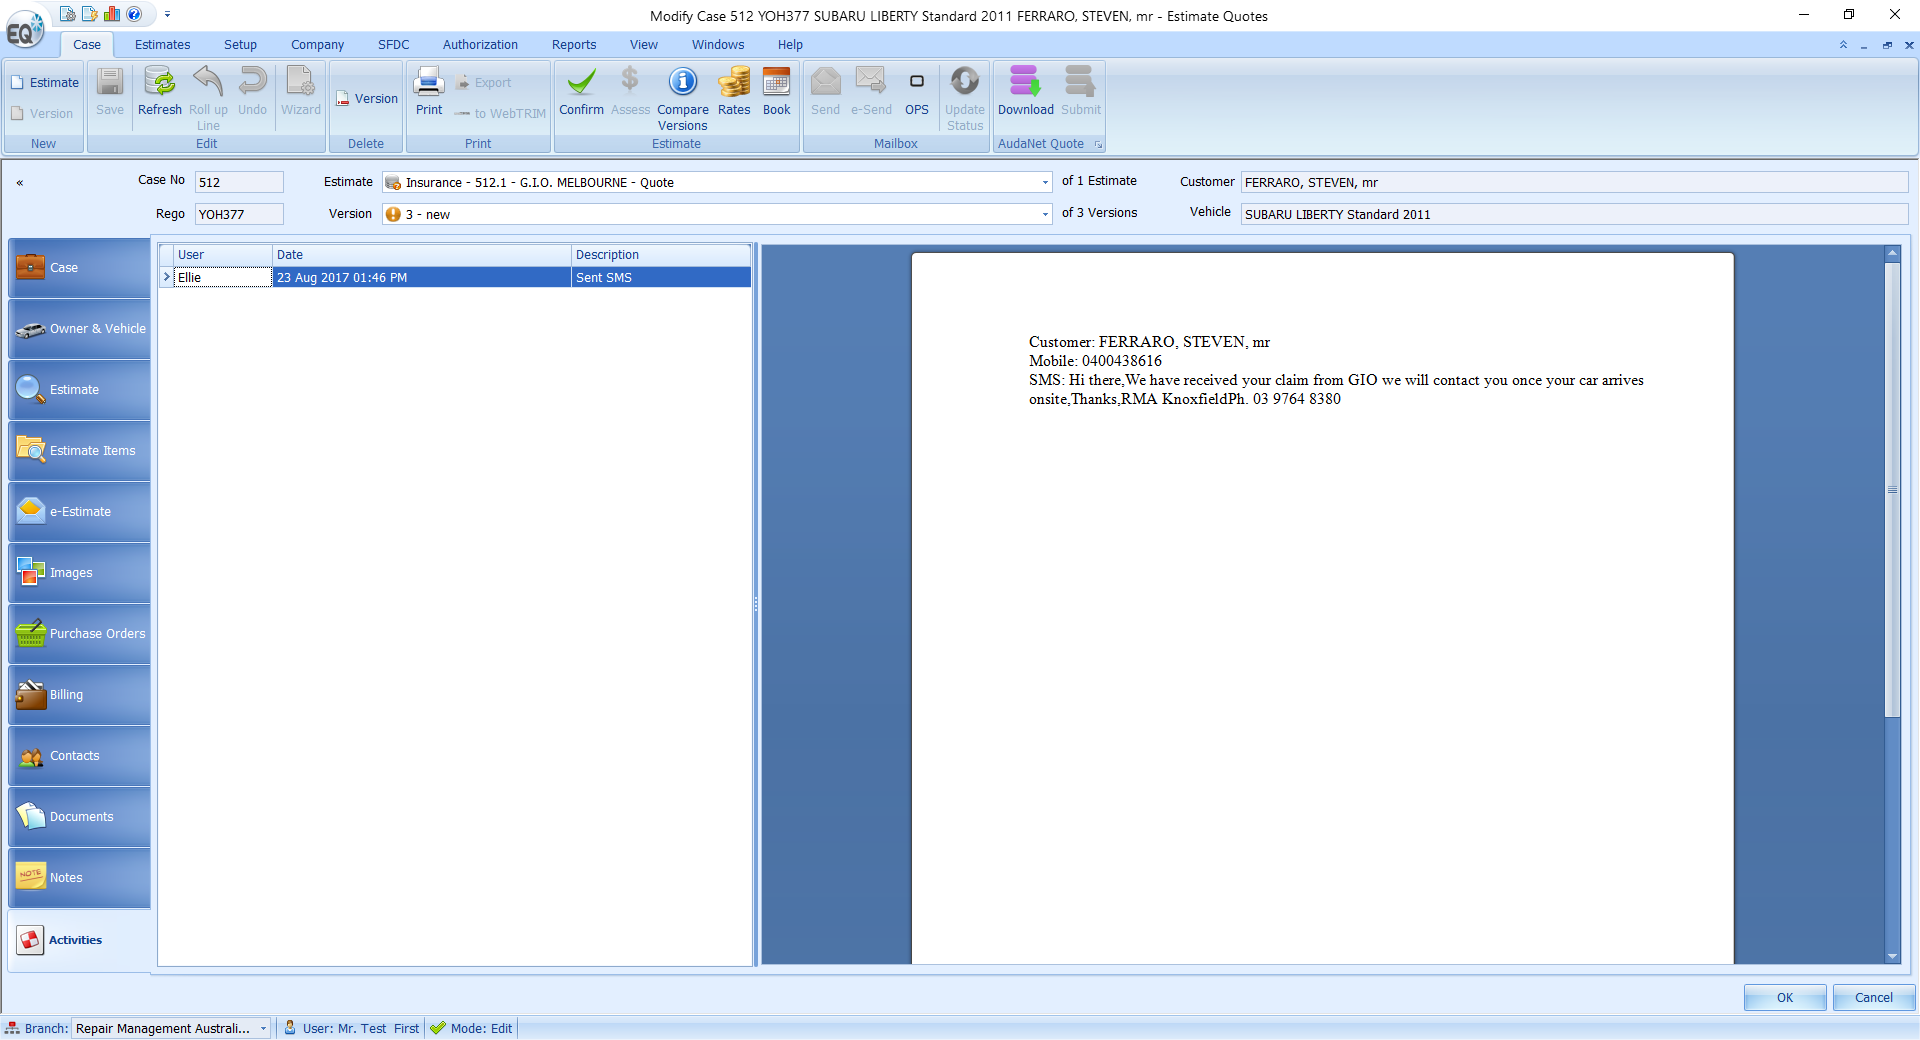 Modify Case 512 YOH377 SUBARU LIBERTY Standard 2011 FERRARO, STEVEN, mr - Estimate Quotes
EQ
Case Estimates Setup Company SFDC Authorization Reports View Windows Help
Estimate
Version
New
Save Refresh Roll up Line Undo Wizard
Edit
Version
Delete
Print Export to WebTRIM
Print
Confirm Assess Compare Versions Rates Book
Estimate
Send e-Send OPS Update Status
Mailbox
Download Submit
AudaNet Quote
« Case No 512 Estimate Insurance - 512.1 - G.I.O. MELBOURNE - Quote of 1 Estimate Customer FERRARO, STEVEN, mr
Rego YOH377 Version 3 - new of 3 Versions Vehicle SUBARU LIBERTY Standard 2011
Case
Owner & Vehicle
Estimate
Estimate Items
e-Estimate
Images
Purchase Orders
Billing
Contacts
Documents
NOTE Notes
Activities
User Date Description
Ellie 23 Aug 2017 01:46 PM Sent SMS
Customer: FERRARO, STEVEN, mr
Mobile: 0400438616
SMS: Hi there,We have received your claim from GIO we will contact you once your car arrives
onsite,Thanks,RMA KnoxfieldPh. 03 9764 8380
OK Cancel
Branch: Repair Management Australi... User: Mr. Test First Mode: Edit